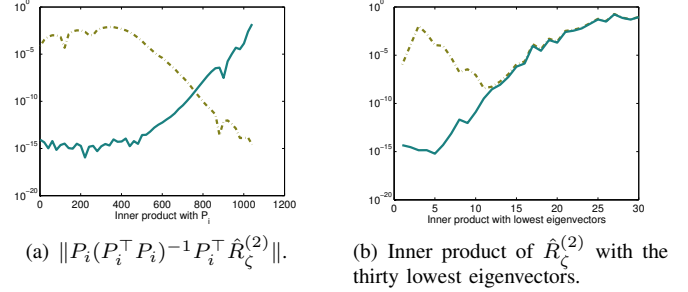 10^0
10^{-5}
10^{-10}
10^{-15}
10^{-20}
0 200 400 600 800 1000 1200
Inner product with P_i
(a) ‖P_i(P_i^⊤ P_i)^{-1} P_i^⊤ R̂_ζ^{(2)}‖.
10^0
10^{-5}
10^{-10}
10^{-15}
10^{-20}
0 5 10 15 20 25 30
Inner product with lowest eigenvectors
(b) Inner product of R̂_ζ^{(2)} with the
thirty lowest eigenvectors.